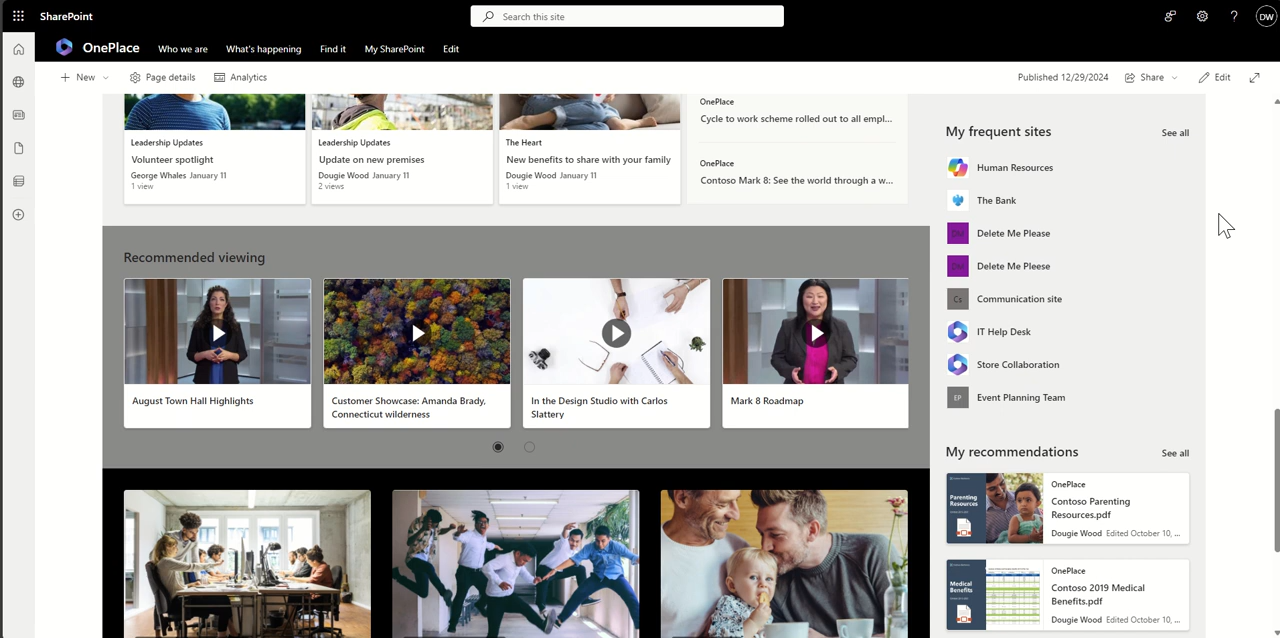 SharePoint
Search this site
DW
OnePlace
Who we are
What's happening
Find it
My SharePoint
Edit
New
Page details
Analytics
Published 12/29/2024
Share
Edit
Leadership Updates
Volunteer spotlight
George Whales January 11
1 view
Leadership Updates
Update on new premises
Dougie Wood January 11
2 views
The Heart
New benefits to share with your family
Dougie Wood January 11
1 view
OnePlace
Cycle to work scheme rolled out to all empl...
OnePlace
Contoso Mark 8: See the world through a w...
Recommended viewing
August Town Hall Highlights
Customer Showcase: Amanda Brady,
Connecticut wilderness
In the Design Studio with Carlos
Slattery
Mark 8 Roadmap
My frequent sites
See all
Human Resources
The Bank
DM
Delete Me Please
DM
Delete Me Pleese
Cs
Communication site
IT Help Desk
Store Collaboration
EP
Event Planning Team
My recommendations
See all
Parenting
Resources
OnePlace
Contoso Parenting
Resources.pdf
Dougie Wood Edited October 10, ...
Medical
Benefits
OnePlace
Contoso 2019 Medical
Benefits.pdf
Dougie Wood Edited October 10, ...